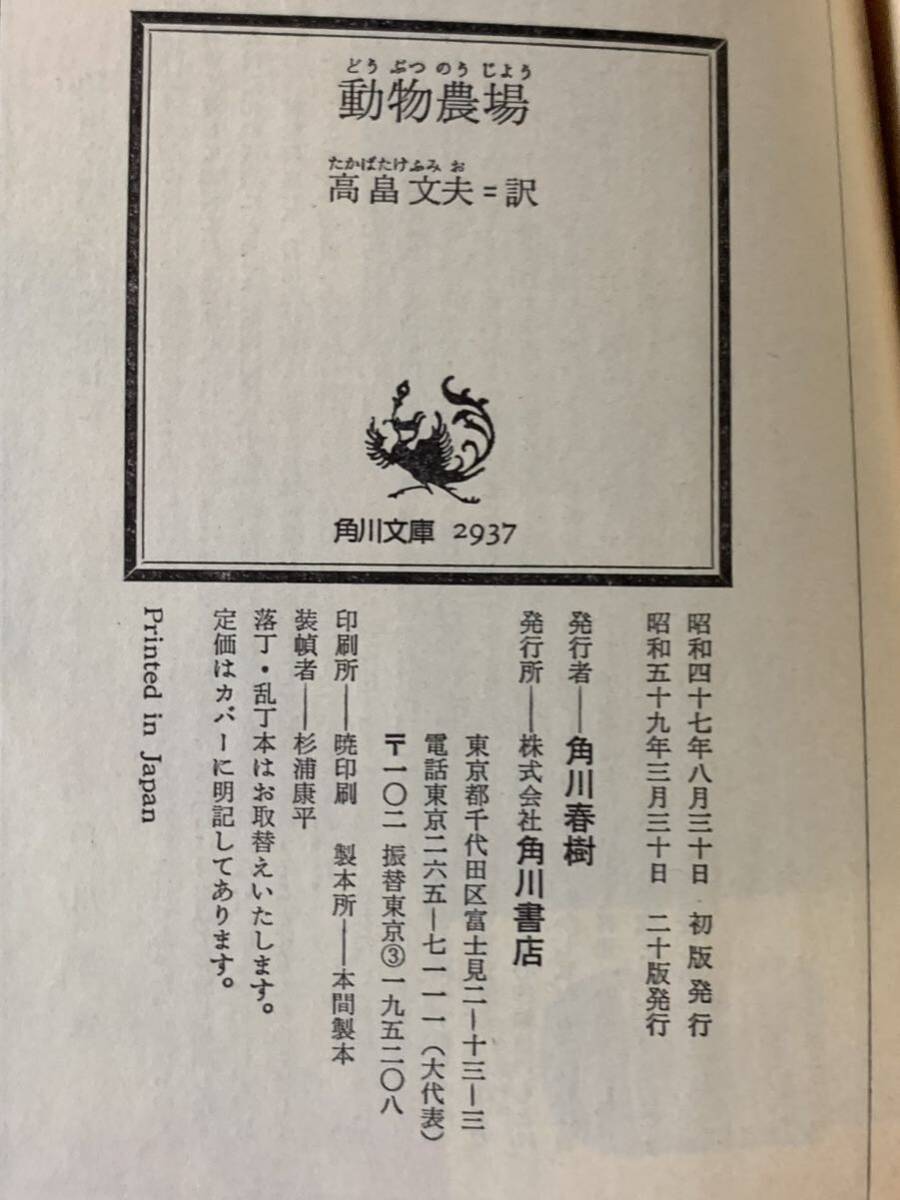 どうぶつのうじょう
動物農場
たかばたけふみお
高畠文夫=訳
角川文庫 2937
昭和四十七年八月三十日 初版発行
昭和五十九年三月三十日 二十版発行
発行者――角川春樹
発行所――株式会社角川書店
東京都千代田区富士見二―十三―三
電話東京二六五―七一一一（大代表）
〒一〇二 振替東京③一九五二〇八
印刷所――暁印刷 製本所――本間製本
装幀者――杉浦康平
落丁・乱丁本はお取替えいたします。
定価はカバーに明記してあります。
Printed in Japan